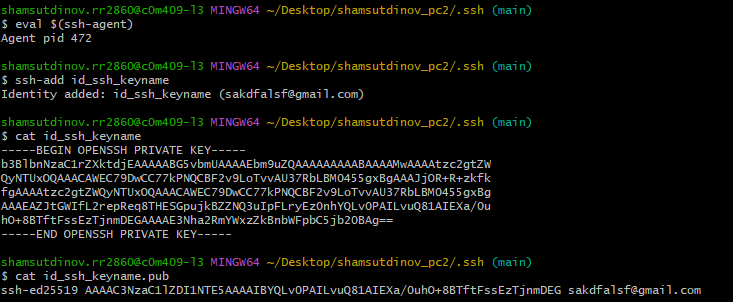 shamsutdinov.rr2860@c0m409-l3 MINGW64 ~/Desktop/shamsutdinov_pc2/.ssh (main)
$ eval $(ssh-agent)
Agent pid 472
shamsutdinov.rr2860@c0m409-l3 MINGW64 ~/Desktop/shamsutdinov_pc2/.ssh (main)
$ ssh-add id_ssh_keyname
Identity added: id_ssh_keyname (sakdfalsf@gmail.com)
shamsutdinov.rr2860@c0m409-l3 MINGW64 ~/Desktop/shamsutdinov_pc2/.ssh (main)
$ cat id_ssh_keyname
-----BEGIN OPENSSH PRIVATE KEY-----
b3BlbnNzaC1rZXktdjEAAAAABG5vbmUAAAAEbm9uZQAAAAAAAAABAAAAMwAAAAtzc2gtZW
QyNTUxOQAAACAWEC79DwCC77kPNQCBF2v9LoTvvAU37RbLBMO455gxBgAAAJjOR+R+zkfk
fgAAAAtzc2gtZWQyNTUxOQAAACAWEC79DwCC77kPNQCBF2v9LoTvvAU37RbLBMO455gxBg
AAAEAZJtGWIfL2repReq8THESGpujkBZZNQ3uIpFLryEzOnhYQLvOPAILvuQ81AIEXa/Ou
hO+8BTftFssEzTjnmDEGAAAAE3Nha2RmYWxzZkBnbWFpbC5jb20BAg==
-----END OPENSSH PRIVATE KEY-----
shamsutdinov.rr2860@c0m409-l3 MINGW64 ~/Desktop/shamsutdinov_pc2/.ssh (main)
$ cat id_ssh_keyname.pub
ssh-ed25519 AAAAC3NzaC1lZDI1NTE5AAAAIBYQLvOPAILvuQ81AIEXa/OuhO+8BTftFssEzTjnmDEG sakdfalsf@gmail.com